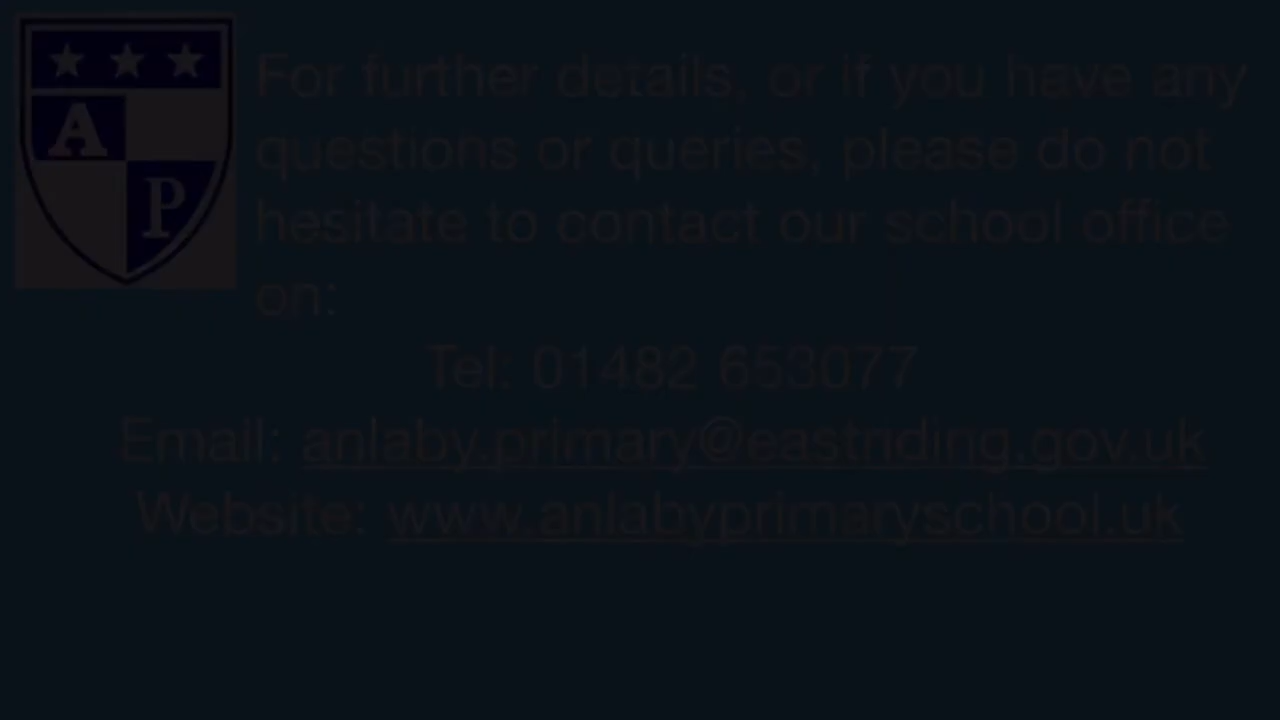 A
P
For further details, or if you have any
questions or queries, please do not
hesitate to contact our school office
on:
Tel: 01482 653077
Email: anlaby.primary@eastriding.gov.uk
Website: www.anlabyprimaryschool.uk